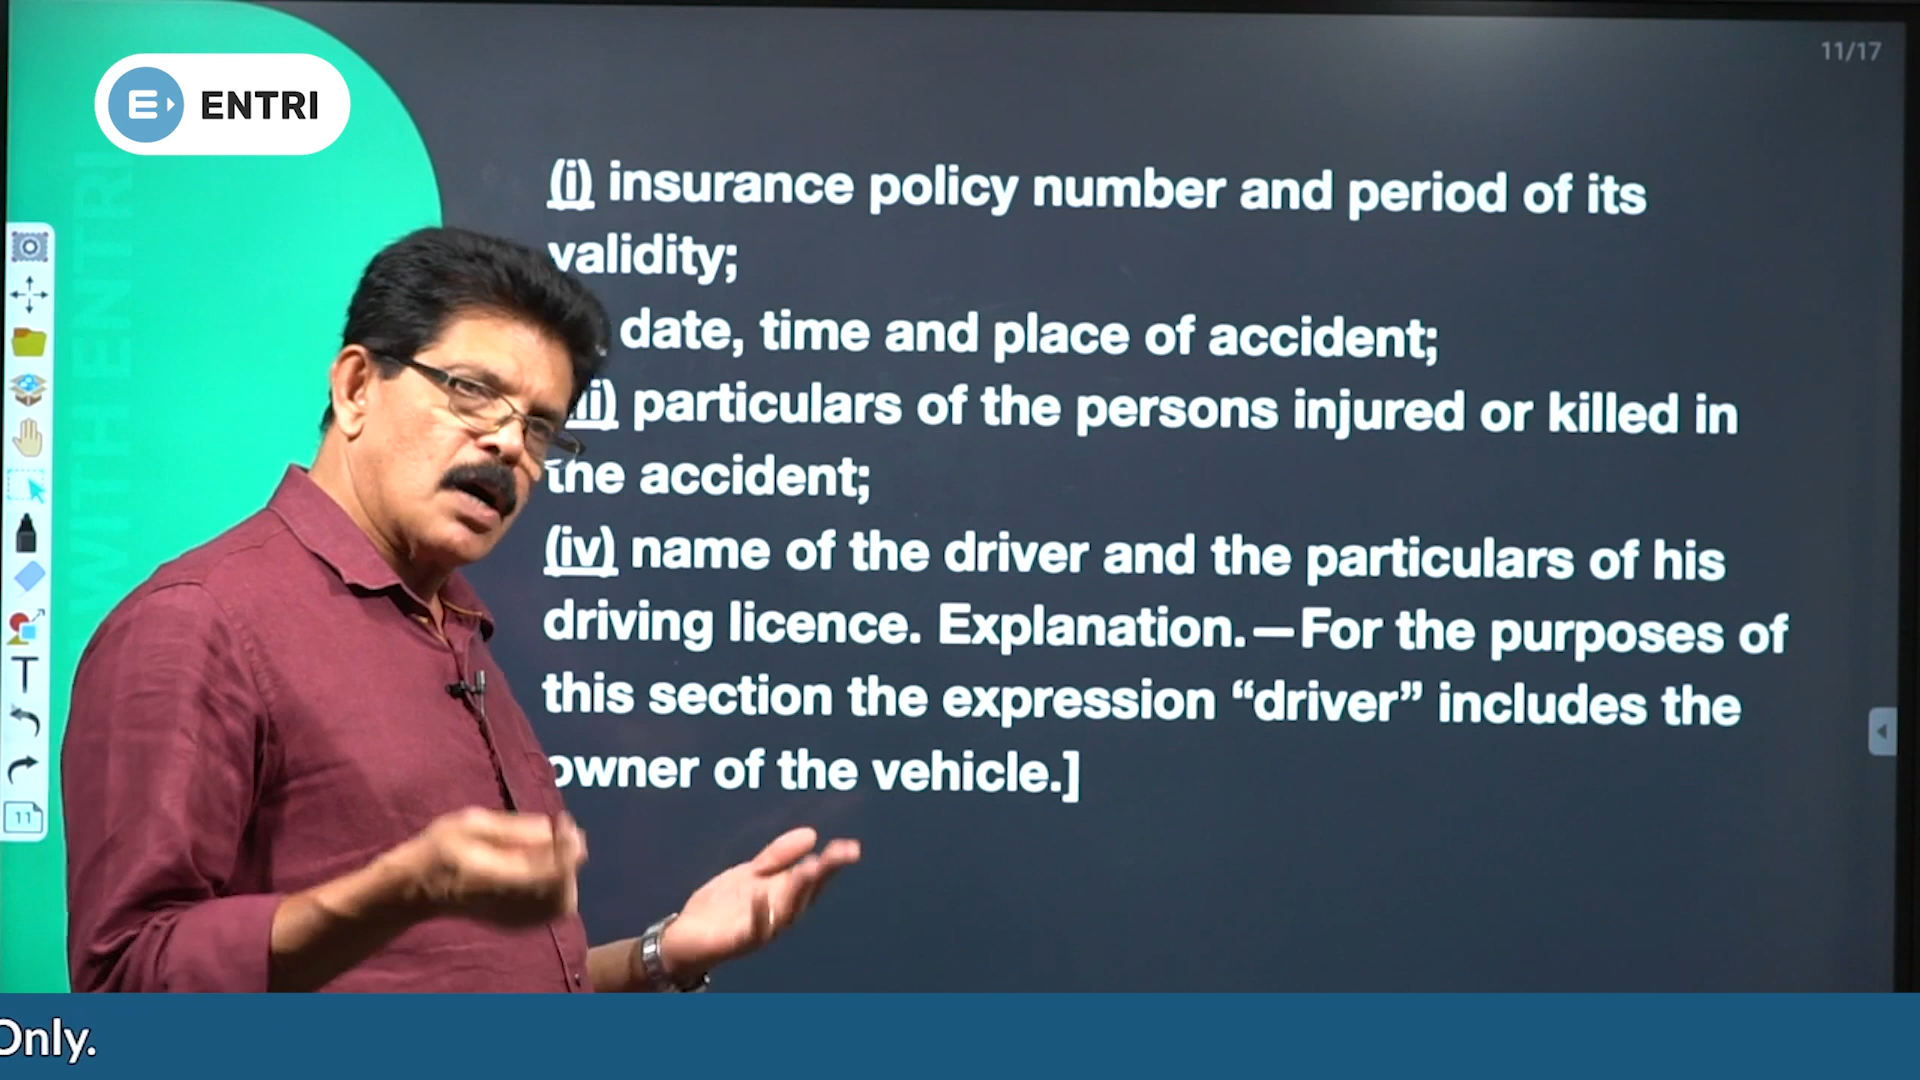 11/17
ENTRI
WITH ENTRI
(i) insurance policy number and period of its
validity;
date, time and place of accident;
(iii) particulars of the persons injured or killed in
the accident;
(iv) name of the driver and the particulars of his
driving licence. Explanation.—For the purposes of
this section the expression “driver” includes the
owner of the vehicle.]
T
11
Only.